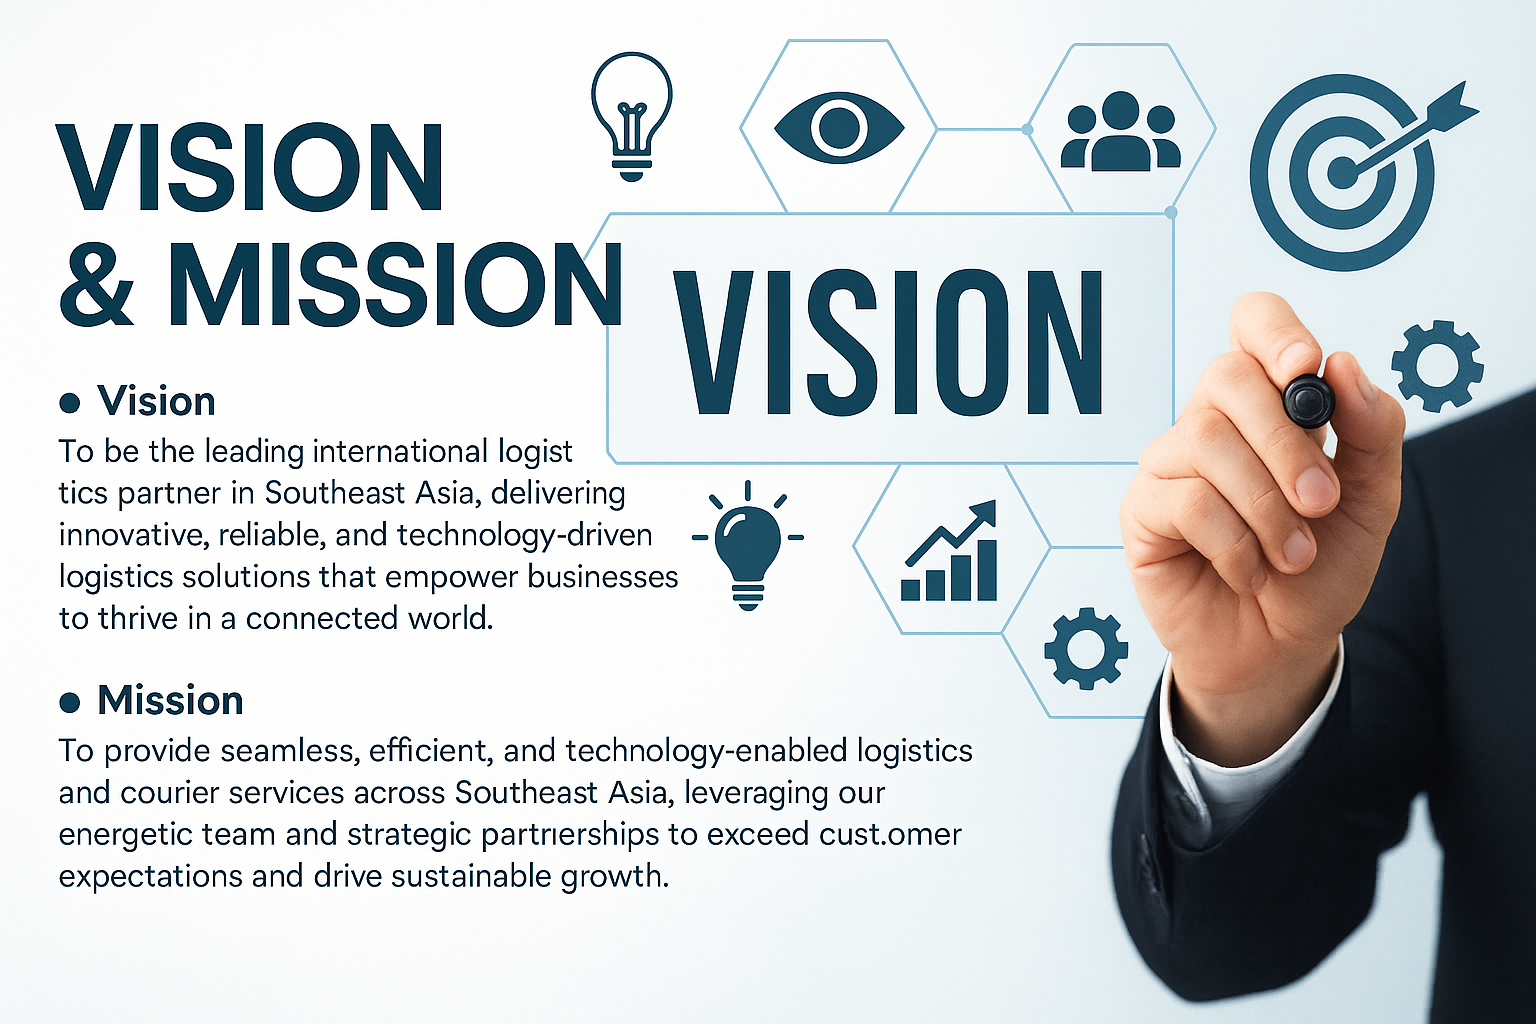 VISION
& MISSION
VISION
• Vision
To be the leading international logist
tics partner in Southeast Asia, delivering
innovative, reliable, and technology-driven
logistics solutions that empower businesses
to thrive in a connected world.
• Mission
To provide seamless, efficient, and technology-enabled logistics
and courier services across Southeast Asia, leveraging our
energetic team and strategic partnerships to exceed cust.omer
expectations and drive sustainable growth.